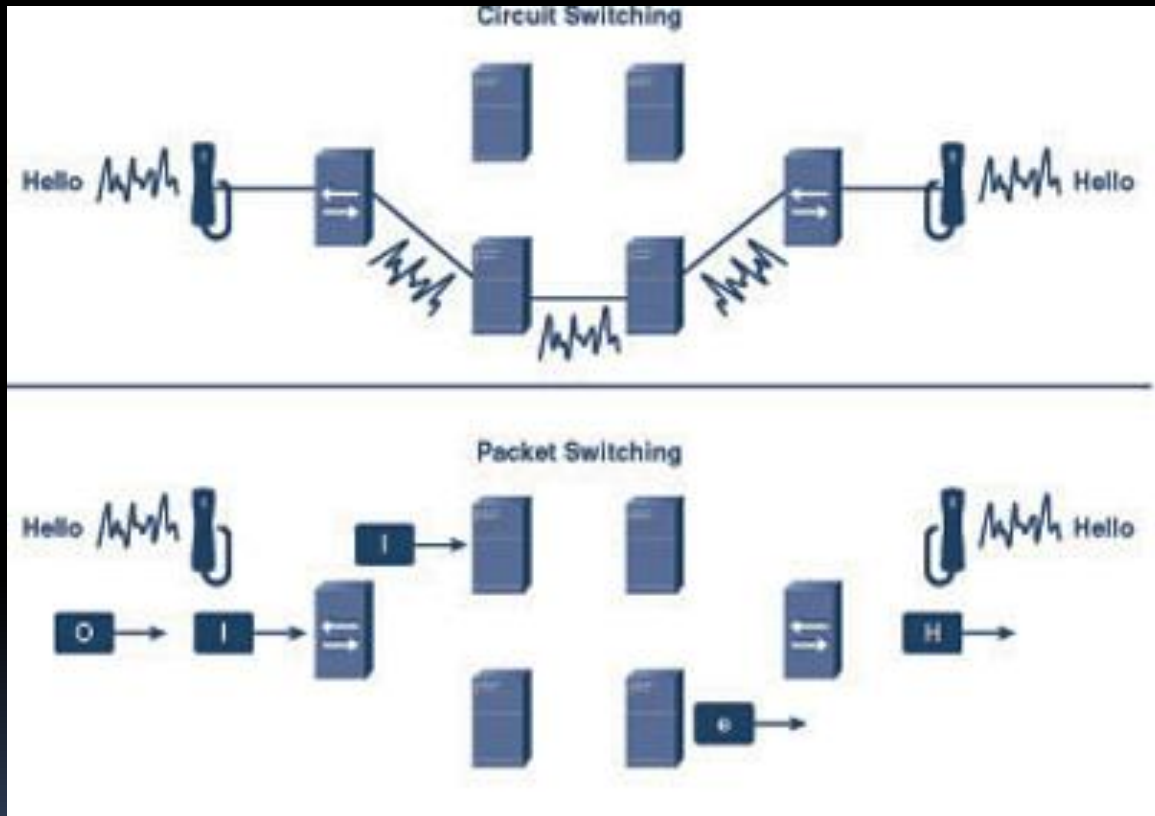 Circuit Switching
Hello
Hello
Packet Switching
Hello
Hello
l
O
l
H
e